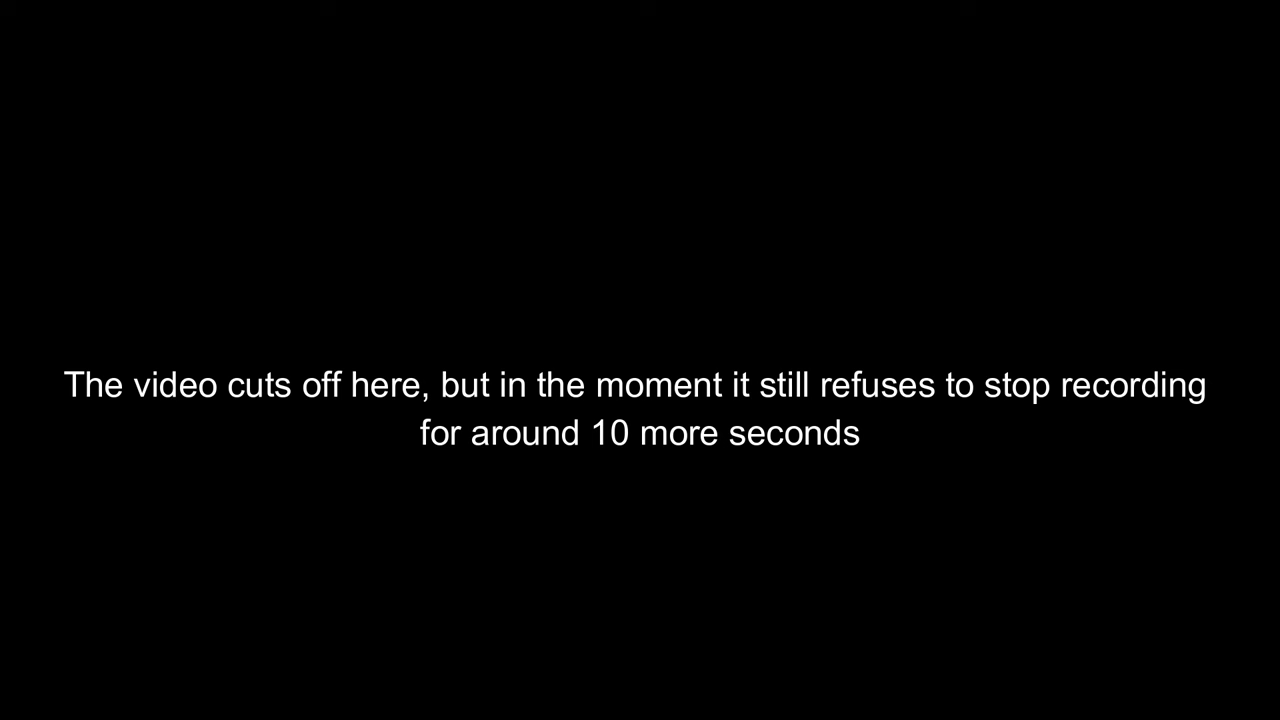 The video cuts off here, but in the moment it still refuses to stop recording
for around 10 more seconds